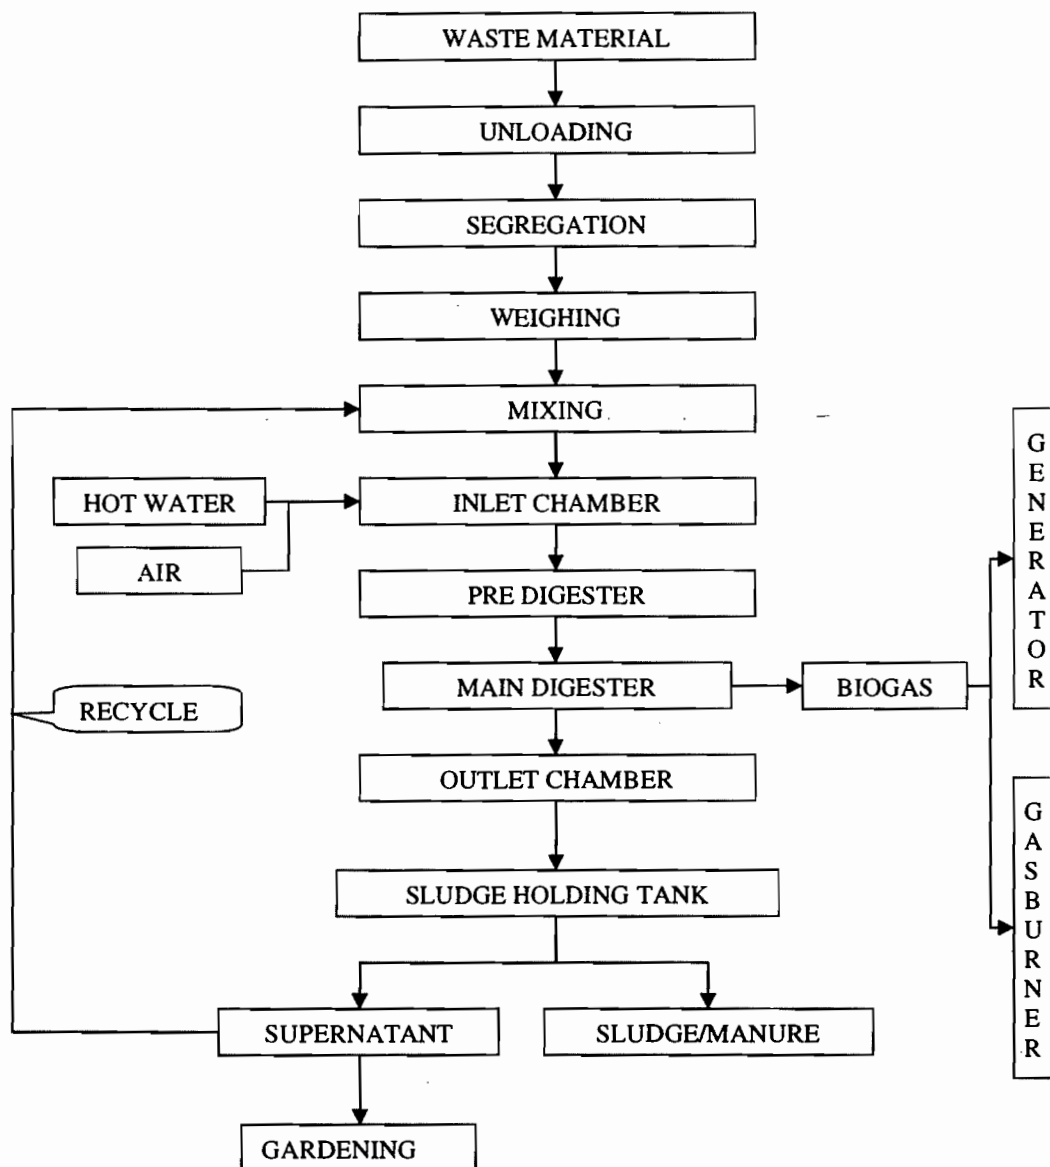 WASTE MATERIAL
UNLOADING
SEGREGATION
WEIGHING
MIXING
HOT WATER
INLET CHAMBER
AIR
PRE DIGESTER
MAIN DIGESTER
BIOGAS
GENERATOR
RECYCLE
OUTLET CHAMBER
GASBURNER
SLUDGE HOLDING TANK
SUPERNATANT
SLUDGE/MANURE
GARDENING